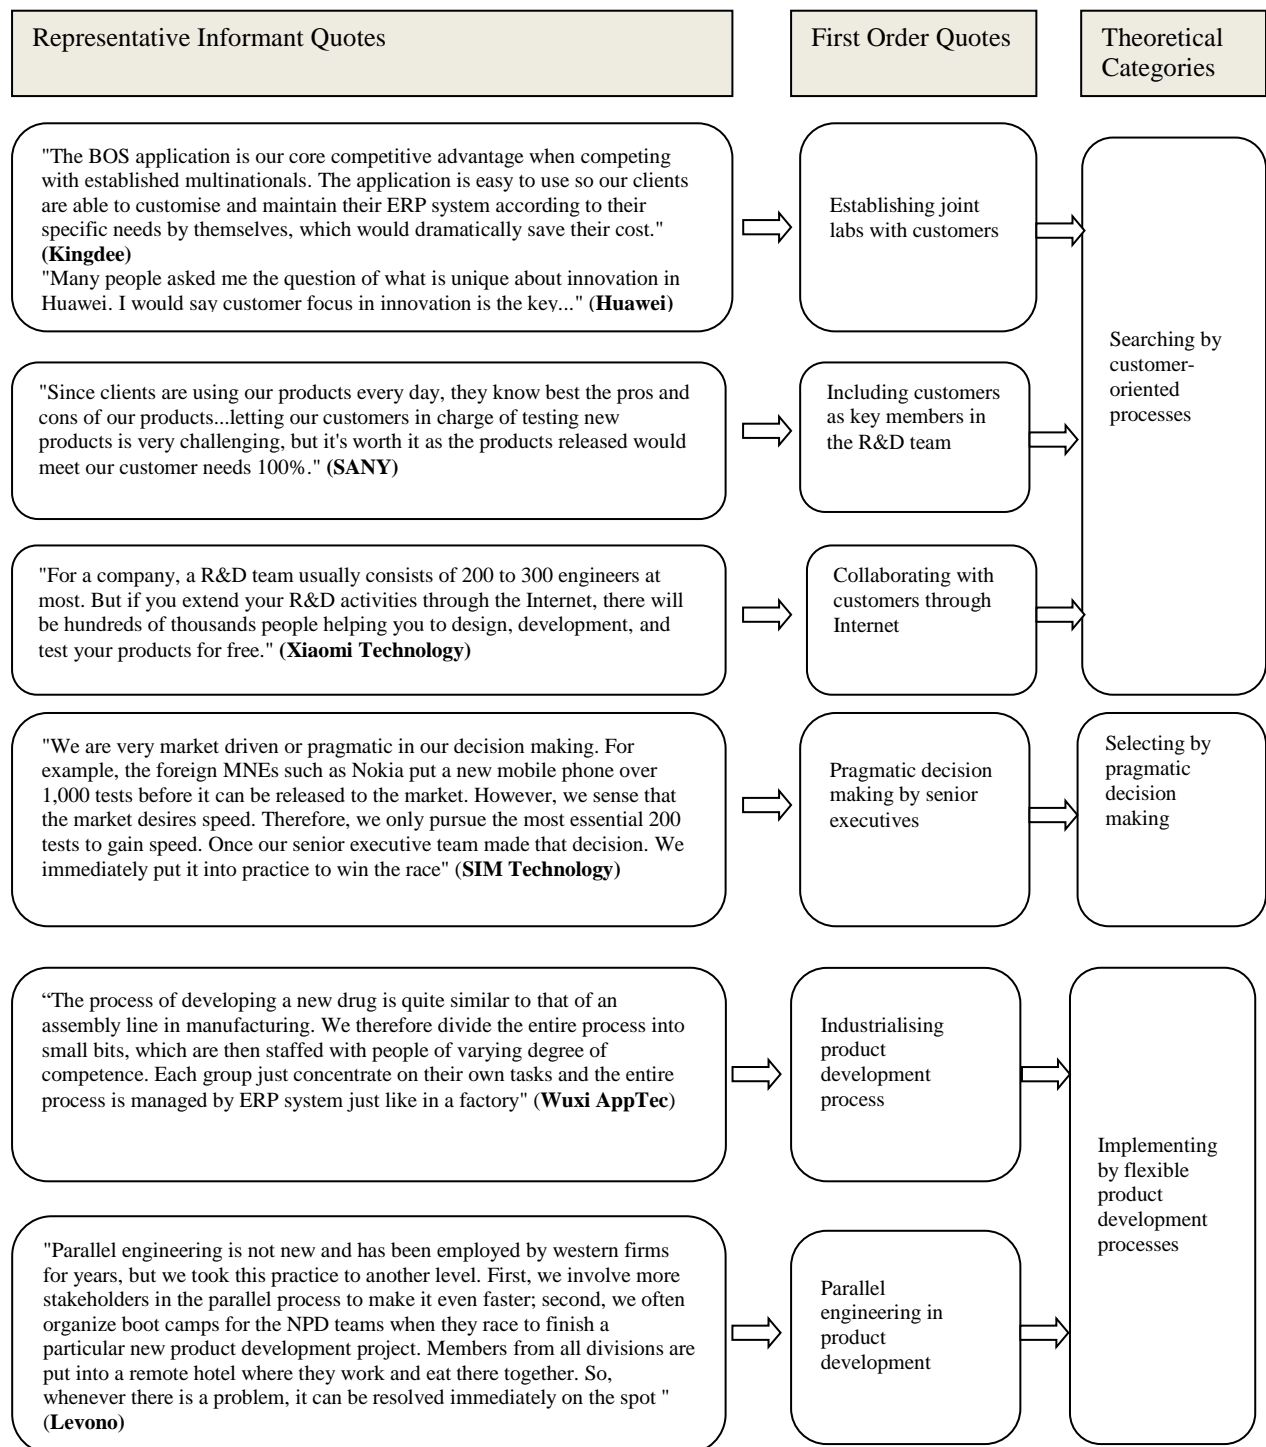 Representative Informant Quotes
First Order Quotes
Theoretical
Categories
"The BOS application is our core competitive advantage when competing
with established multinationals. The application is easy to use so our clients
are able to customise and maintain their ERP system according to their
specific needs by themselves, which would dramatically save their cost."
(Kingdee)
"Many people asked me the question of what is unique about innovation in
Huawei. I would say customer focus in innovation is the key..." (Huawei)
Establishing joint
labs with customers
Searching by
customer-
oriented
processes
"Since clients are using our products every day, they know best the pros and
cons of our products...letting our customers in charge of testing new
products is very challenging, but it's worth it as the products released would
meet our customer needs 100%." (SANY)
Including customers
as key members in
the R&D team
"For a company, a R&D team usually consists of 200 to 300 engineers at
most. But if you extend your R&D activities through the Internet, there will
be hundreds of thousands people helping you to design, development, and
test your products for free." (Xiaomi Technology)
Collaborating with
customers through
Internet
"We are very market driven or pragmatic in our decision making. For
example, the foreign MNEs such as Nokia put a new mobile phone over
1,000 tests before it can be released to the market. However, we sense that
the market desires speed. Therefore, we only pursue the most essential 200
tests to gain speed. Once our senior executive team made that decision. We
immediately put it into practice to win the race" (SIM Technology)
Pragmatic decision
making by senior
executives
Selecting by
pragmatic
decision
making
“The process of developing a new drug is quite similar to that of an
assembly line in manufacturing. We therefore divide the entire process into
small bits, which are then staffed with people of varying degree of
competence. Each group just concentrate on their own tasks and the entire
process is managed by ERP system just like in a factory" (Wuxi AppTec)
Industrialising
product
development
process
Implementing
by flexible
product
development
processes
"Parallel engineering is not new and has been employed by western firms
for years, but we took this practice to another level. First, we involve more
stakeholders in the parallel process to make it even faster; second, we often
organize boot camps for the NPD teams when they race to finish a
particular new product development project. Members from all divisions are
put into a remote hotel where they work and eat there together. So,
whenever there is a problem, it can be resolved immediately on the spot "
(Levono)
Parallel
engineering in
product
development